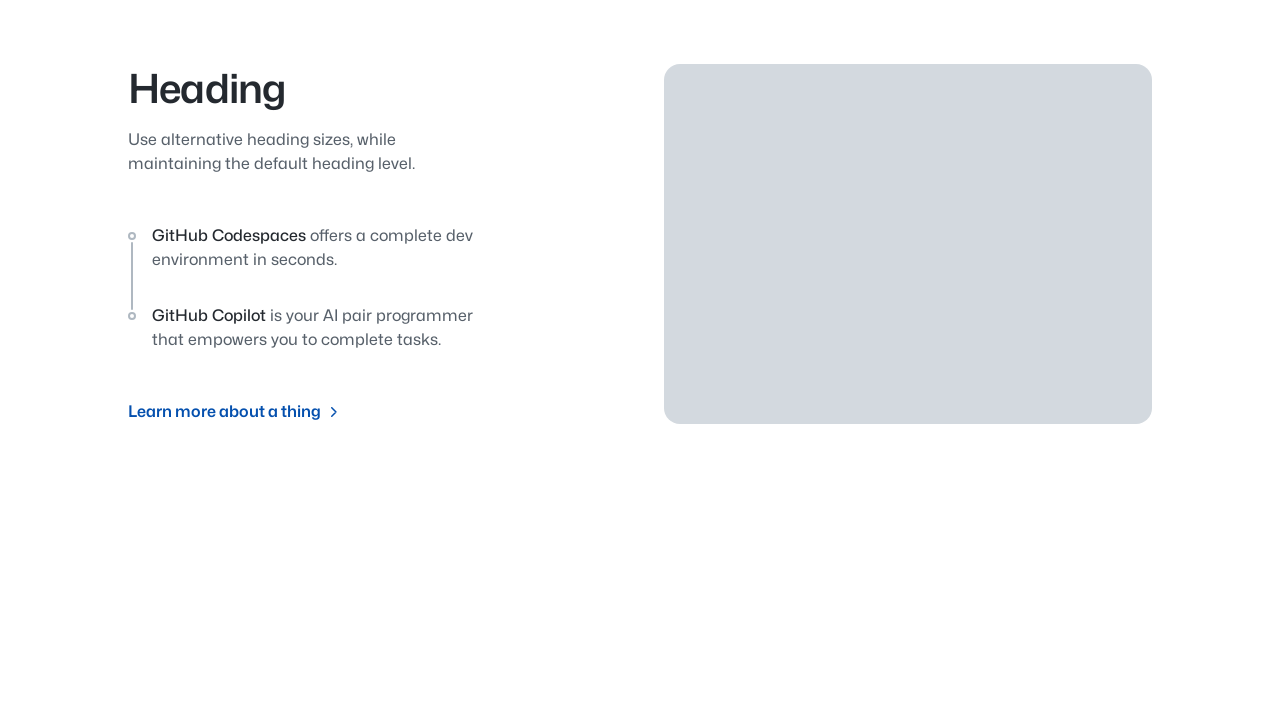 Heading
Use alternative heading sizes, while
maintaining the default heading level.
GitHub Codespaces offers a complete dev
environment in seconds.
GitHub Copilot is your AI pair programmer
that empowers you to complete tasks.
Learn more about a thing